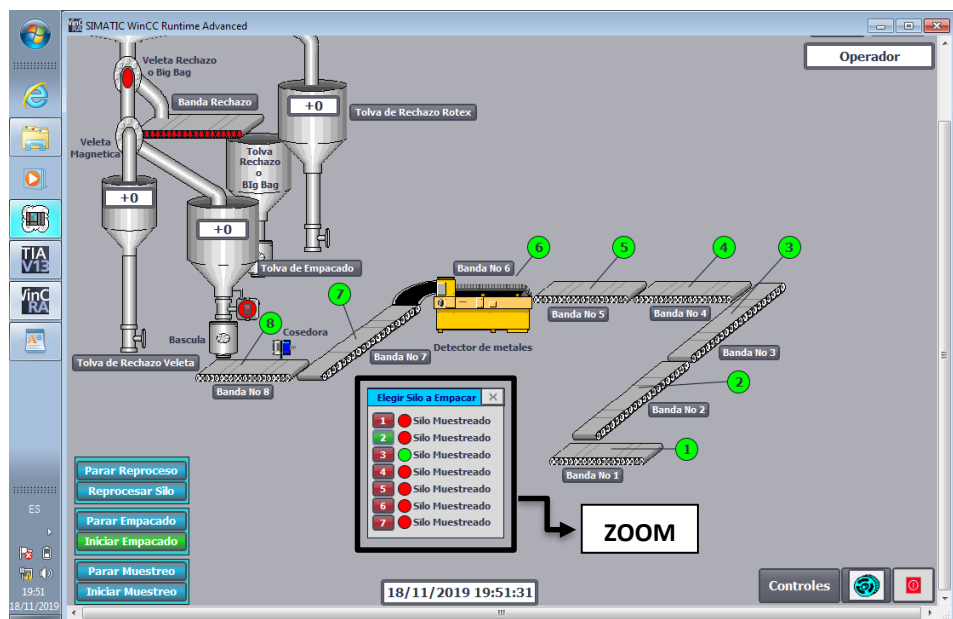 SIMATIC WinCC Runtime Advanced
Operador
Veleta Rechazo
o Big Bag
Banda Rechazo
+0
Tolva de Rechazo Rotex
Veleta
Magnetica
Tolva
Rechazo
o
BIg Bag
+0
+0
Tolva de Empacado
Banda No 6
6
5
4
3
7
8
Bascula
Cosedora
Banda No 7
Detector de metales
Banda No 5
Banda No 4
Banda No 3
Tolva de Rechazo Veleta
Banda No 8
2
Banda No 2
1
Banda No 1
Elegir Silo a Empacar
1 Silo Muestreado
2 Silo Muestreado
3 Silo Muestreado
4 Silo Muestreado
5 Silo Muestreado
6 Silo Muestreado
7 Silo Muestreado
ZOOM
Parar Reproceso
Reprocesar Silo
Parar Empacado
Iniciar Empacado
Parar Muestreo
Iniciar Muestreo
18/11/2019 19:51:31
Controles
TIA
V13
WinC
RA
ES
19:51
18/11/2019